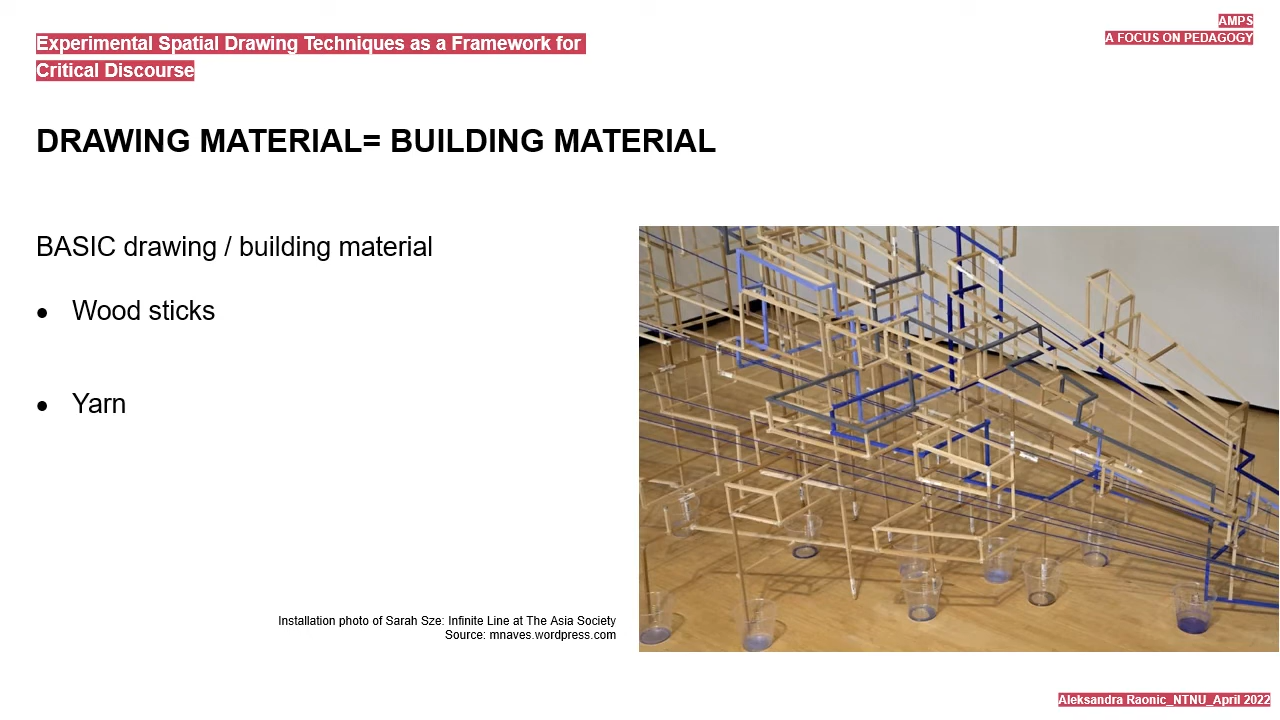 Experimental Spatial Drawing Techniques as a Framework for
Critical Discourse
AMPS
A FOCUS ON PEDAGOGY
DRAWING MATERIAL= BUILDING MATERIAL
BASIC drawing / building material
● Wood sticks
● Yarn
Installation photo of Sarah Sze: Infinite Line at The Asia Society
Source: mnaves.wordpress.com
Aleksandra Raonic_NTNU_April 2022